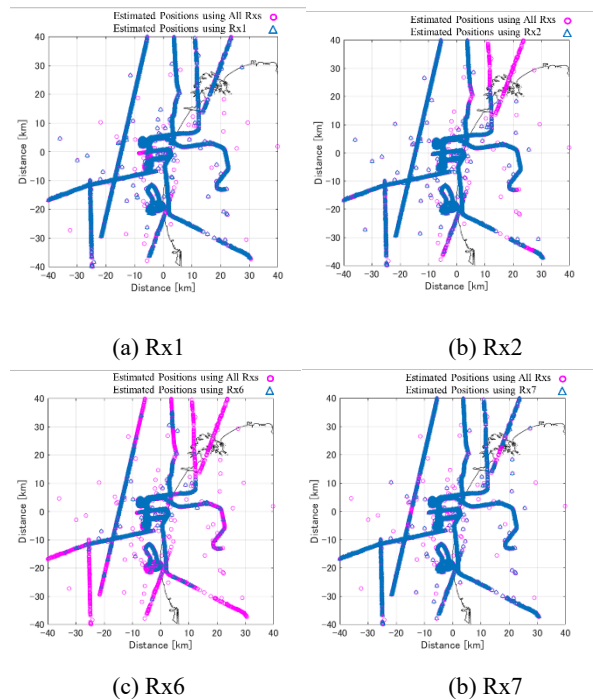 Estimated Positions using All Rxs
Estimated Positions using Rx1
Distance [km]
40
30
20
10
0
-10
-20
-30
-40
-40 -30 -20 -10 0 10 20 30 40
Distance [km]
(a) Rx1
Estimated Positions using All Rxs
Estimated Positions using Rx2
Distance [km]
40
30
20
10
0
-10
-20
-30
-40
-40 -30 -20 -10 0 10 20 30 40
Distance [km]
(b) Rx2
Estimated Positions using All Rxs
Estimated Positions using Rx6
Distance [km]
40
30
20
10
0
-10
-20
-30
-40
-40 -30 -20 -10 0 10 20 30 40
Distance [km]
(c) Rx6
Estimated Positions using All Rxs
Estimated Positions using Rx7
Distance [km]
40
30
20
10
0
-10
-20
-30
-40
-40 -30 -20 -10 0 10 20 30 40
Distance [km]
(b) Rx7